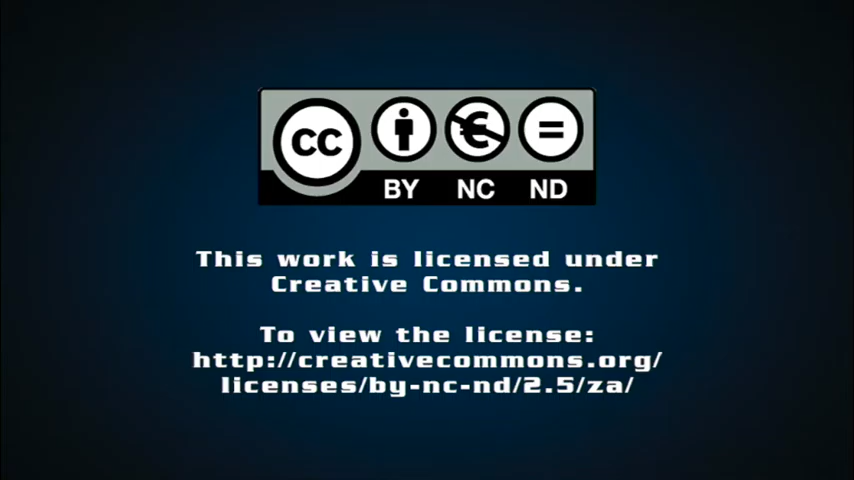 CC
BY NC ND
This work is licensed under
Creative Commons.
To view the license:
http://creativecommons.org/
licenses/by-nc-nd/2.5/za/